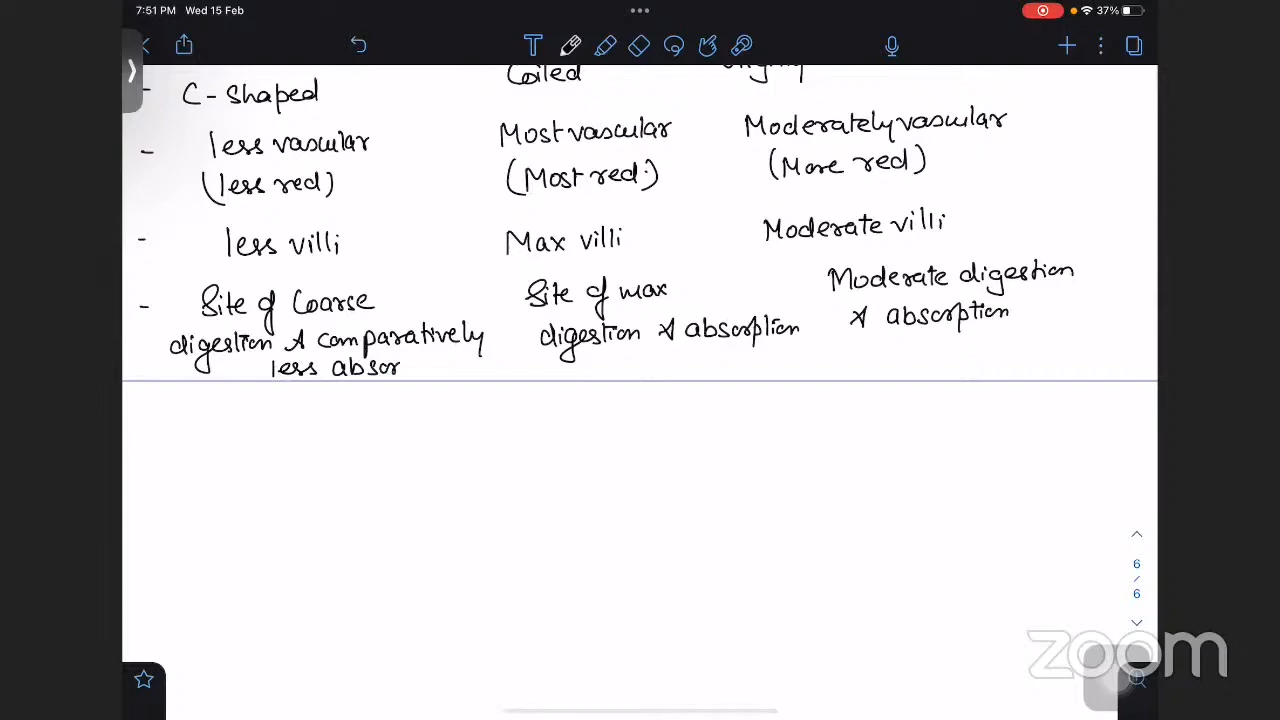 7:51 PM Wed 15 Feb
37%
T
Coiled
- C-Shaped
- less vascular Most vascular Moderately vascular
(less red) (Most red) (More red)
- less villi Max villi Moderate villi
- Site of Coarse Site of max Moderate digestion
digestion & comparatively digestion & absorption & absorption
less absor
6
/
6
zoom